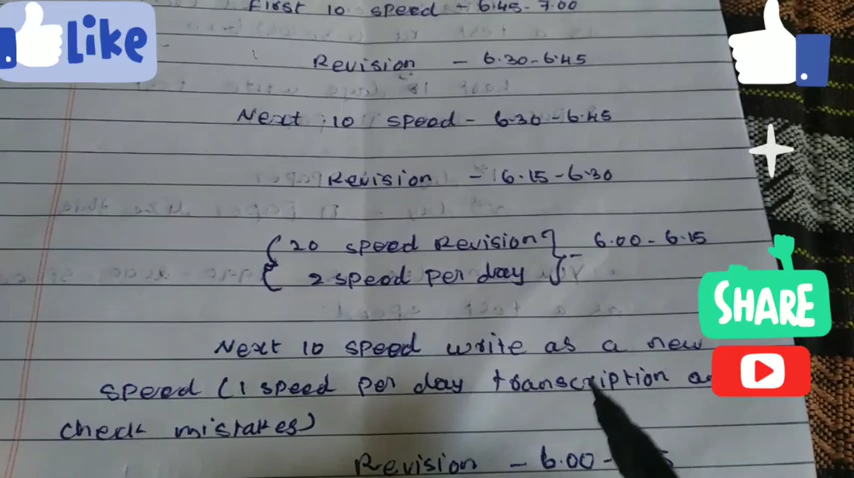 First 10 speed - 6.45-7.00
Like
Revision - 6.30-6.45
Next 10 speed - 6.30-6.45
Revision - 6.15-6.30
{20 speed Revision} - 6.00-6.15
{2 speed per day}
SHARE
Next 10 speed write as a new
speed (1 speed per day transcription
check mistakes)
Revision - 6.00-